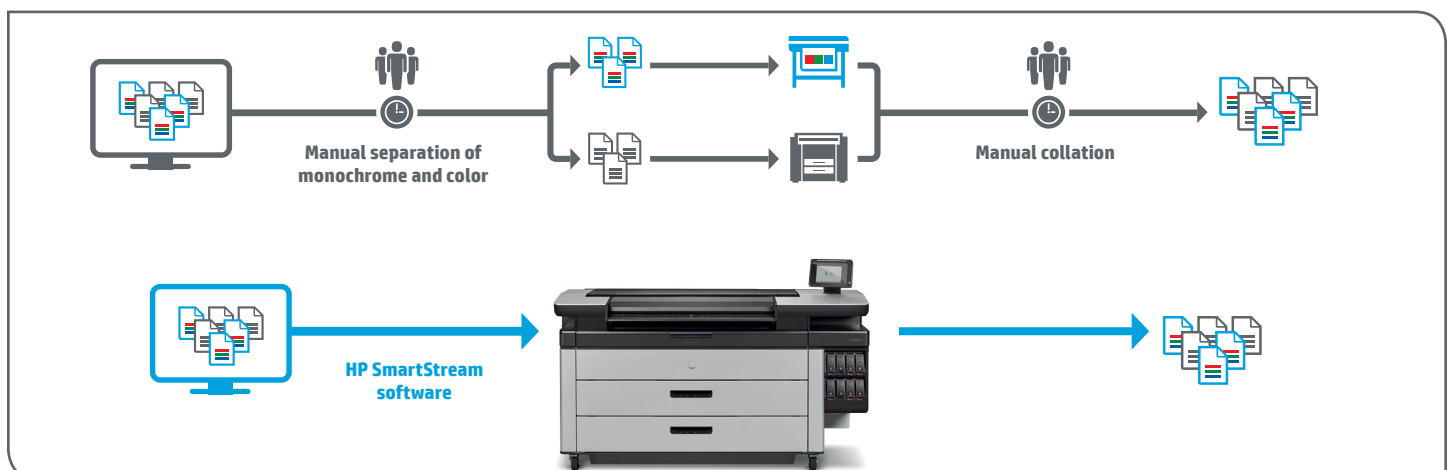 Manual separation of
monochrome and color
Manual collation
HP SmartStream
software